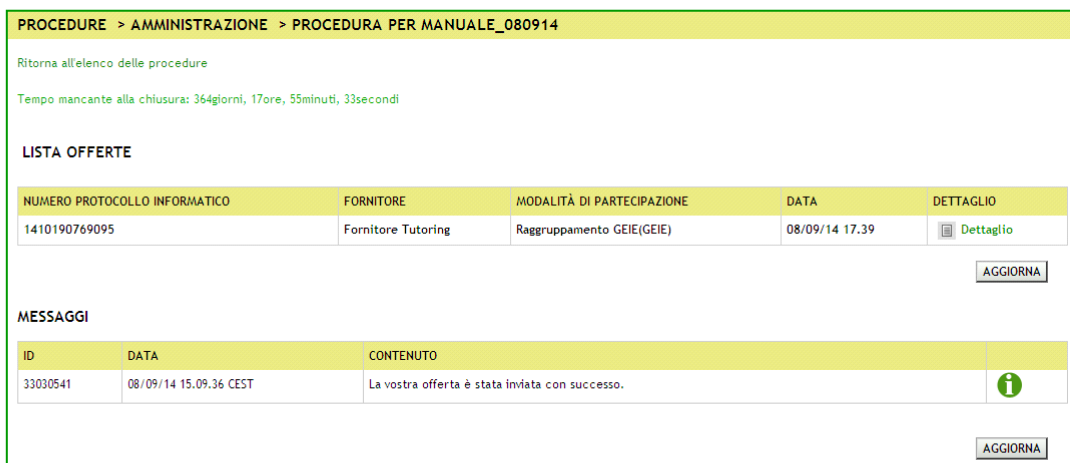 PROCEDURE > AMMINISTRAZIONE > PROCEDURA PER MANUALE_080914
Ritorna all'elenco delle procedure
Tempo mancante alla chiusura: 364giorni, 17ore, 55minuti, 33secondi
LISTA OFFERTE
NUMERO PROTOCOLLO INFORMATICO FORNITORE MODALITÀ DI PARTECIPAZIONE DATA DETTAGLIO
1410190769095 Fornitore Tutoring Raggruppamento GEIE(GEIE) 08/09/14 17.39 Dettaglio
AGGIORNA
MESSAGGI
ID DATA CONTENUTO
33030541 08/09/14 15.09.36 CEST La vostra offerta è stata inviata con successo.
AGGIORNA